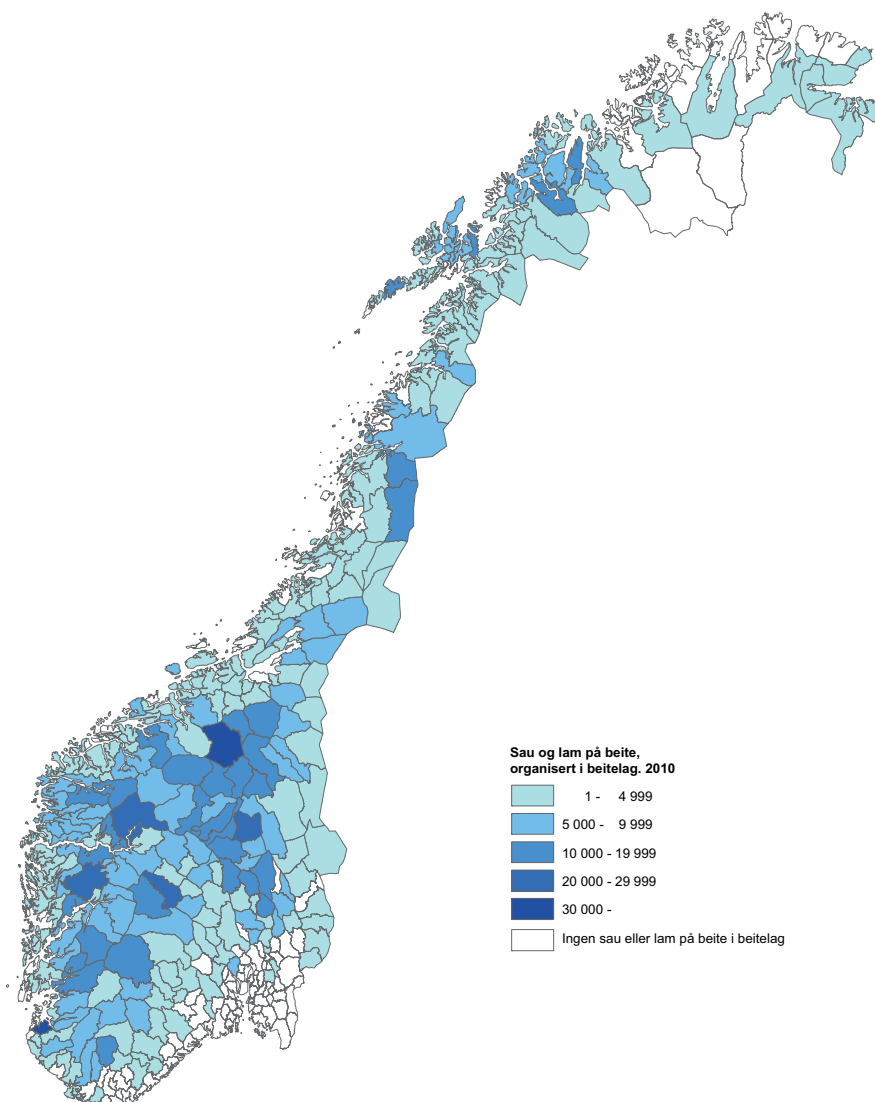 Sau og lam på beite,
organisert i beitelag. 2010
1 - 4 999
5 000 - 9 999
10 000 - 19 999
20 000 - 29 999
30 000 -
Ingen sau eller lam på beite i beitelag